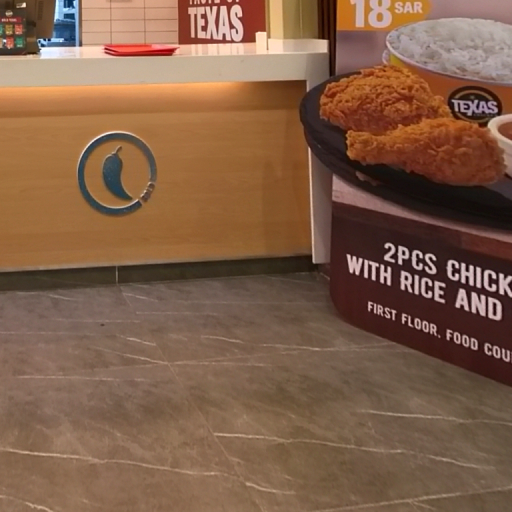 TEXAS
18 SAR
TEXAS
2PCS CHICK
WITH RICE AND
FIRST FLOOR, FOOD COU